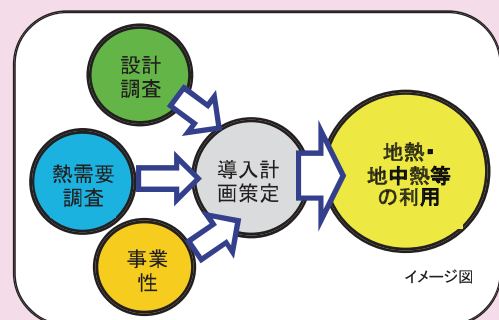 設計
調査
熱需要
調査
事業
性
導入計
画策定
地熱・
地中熱等
の利用
イメージ図